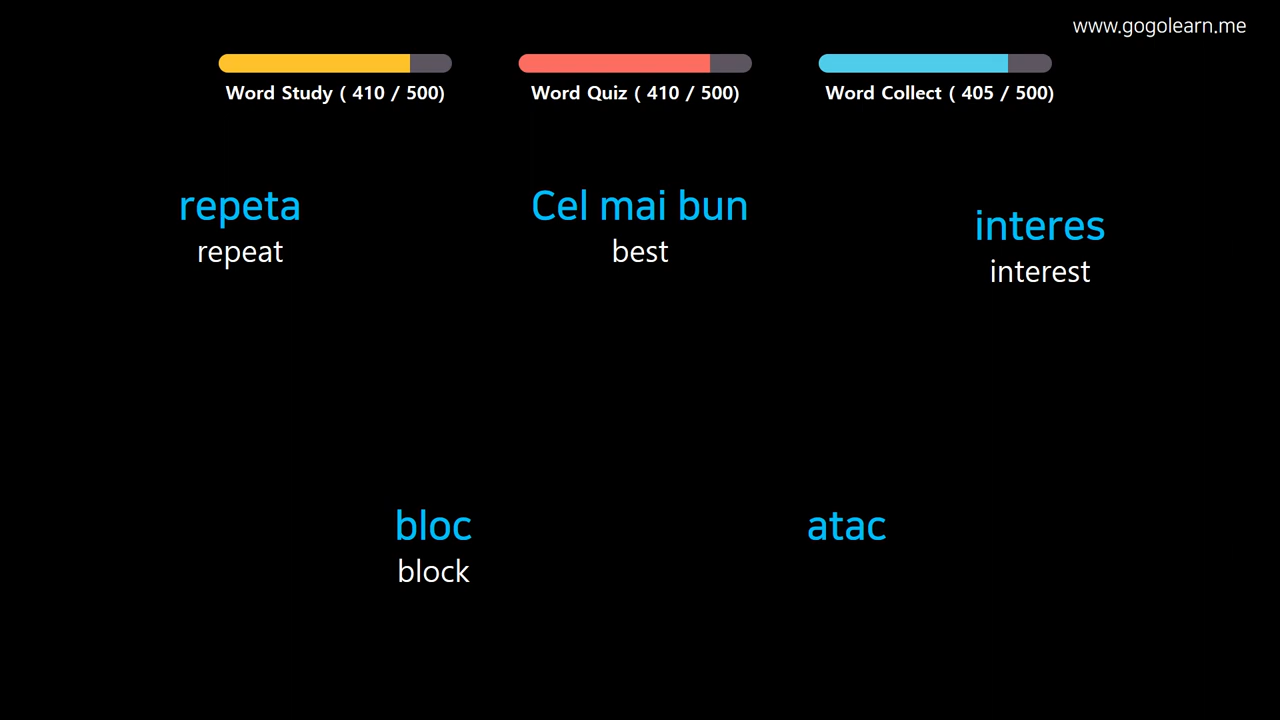 www.gogolearn.me
Word Study ( 410 / 500)
Word Quiz ( 410 / 500)
Word Collect ( 405 / 500)
repeta
repeat
Cel mai bun
best
interes
interest
bloc
block
atac